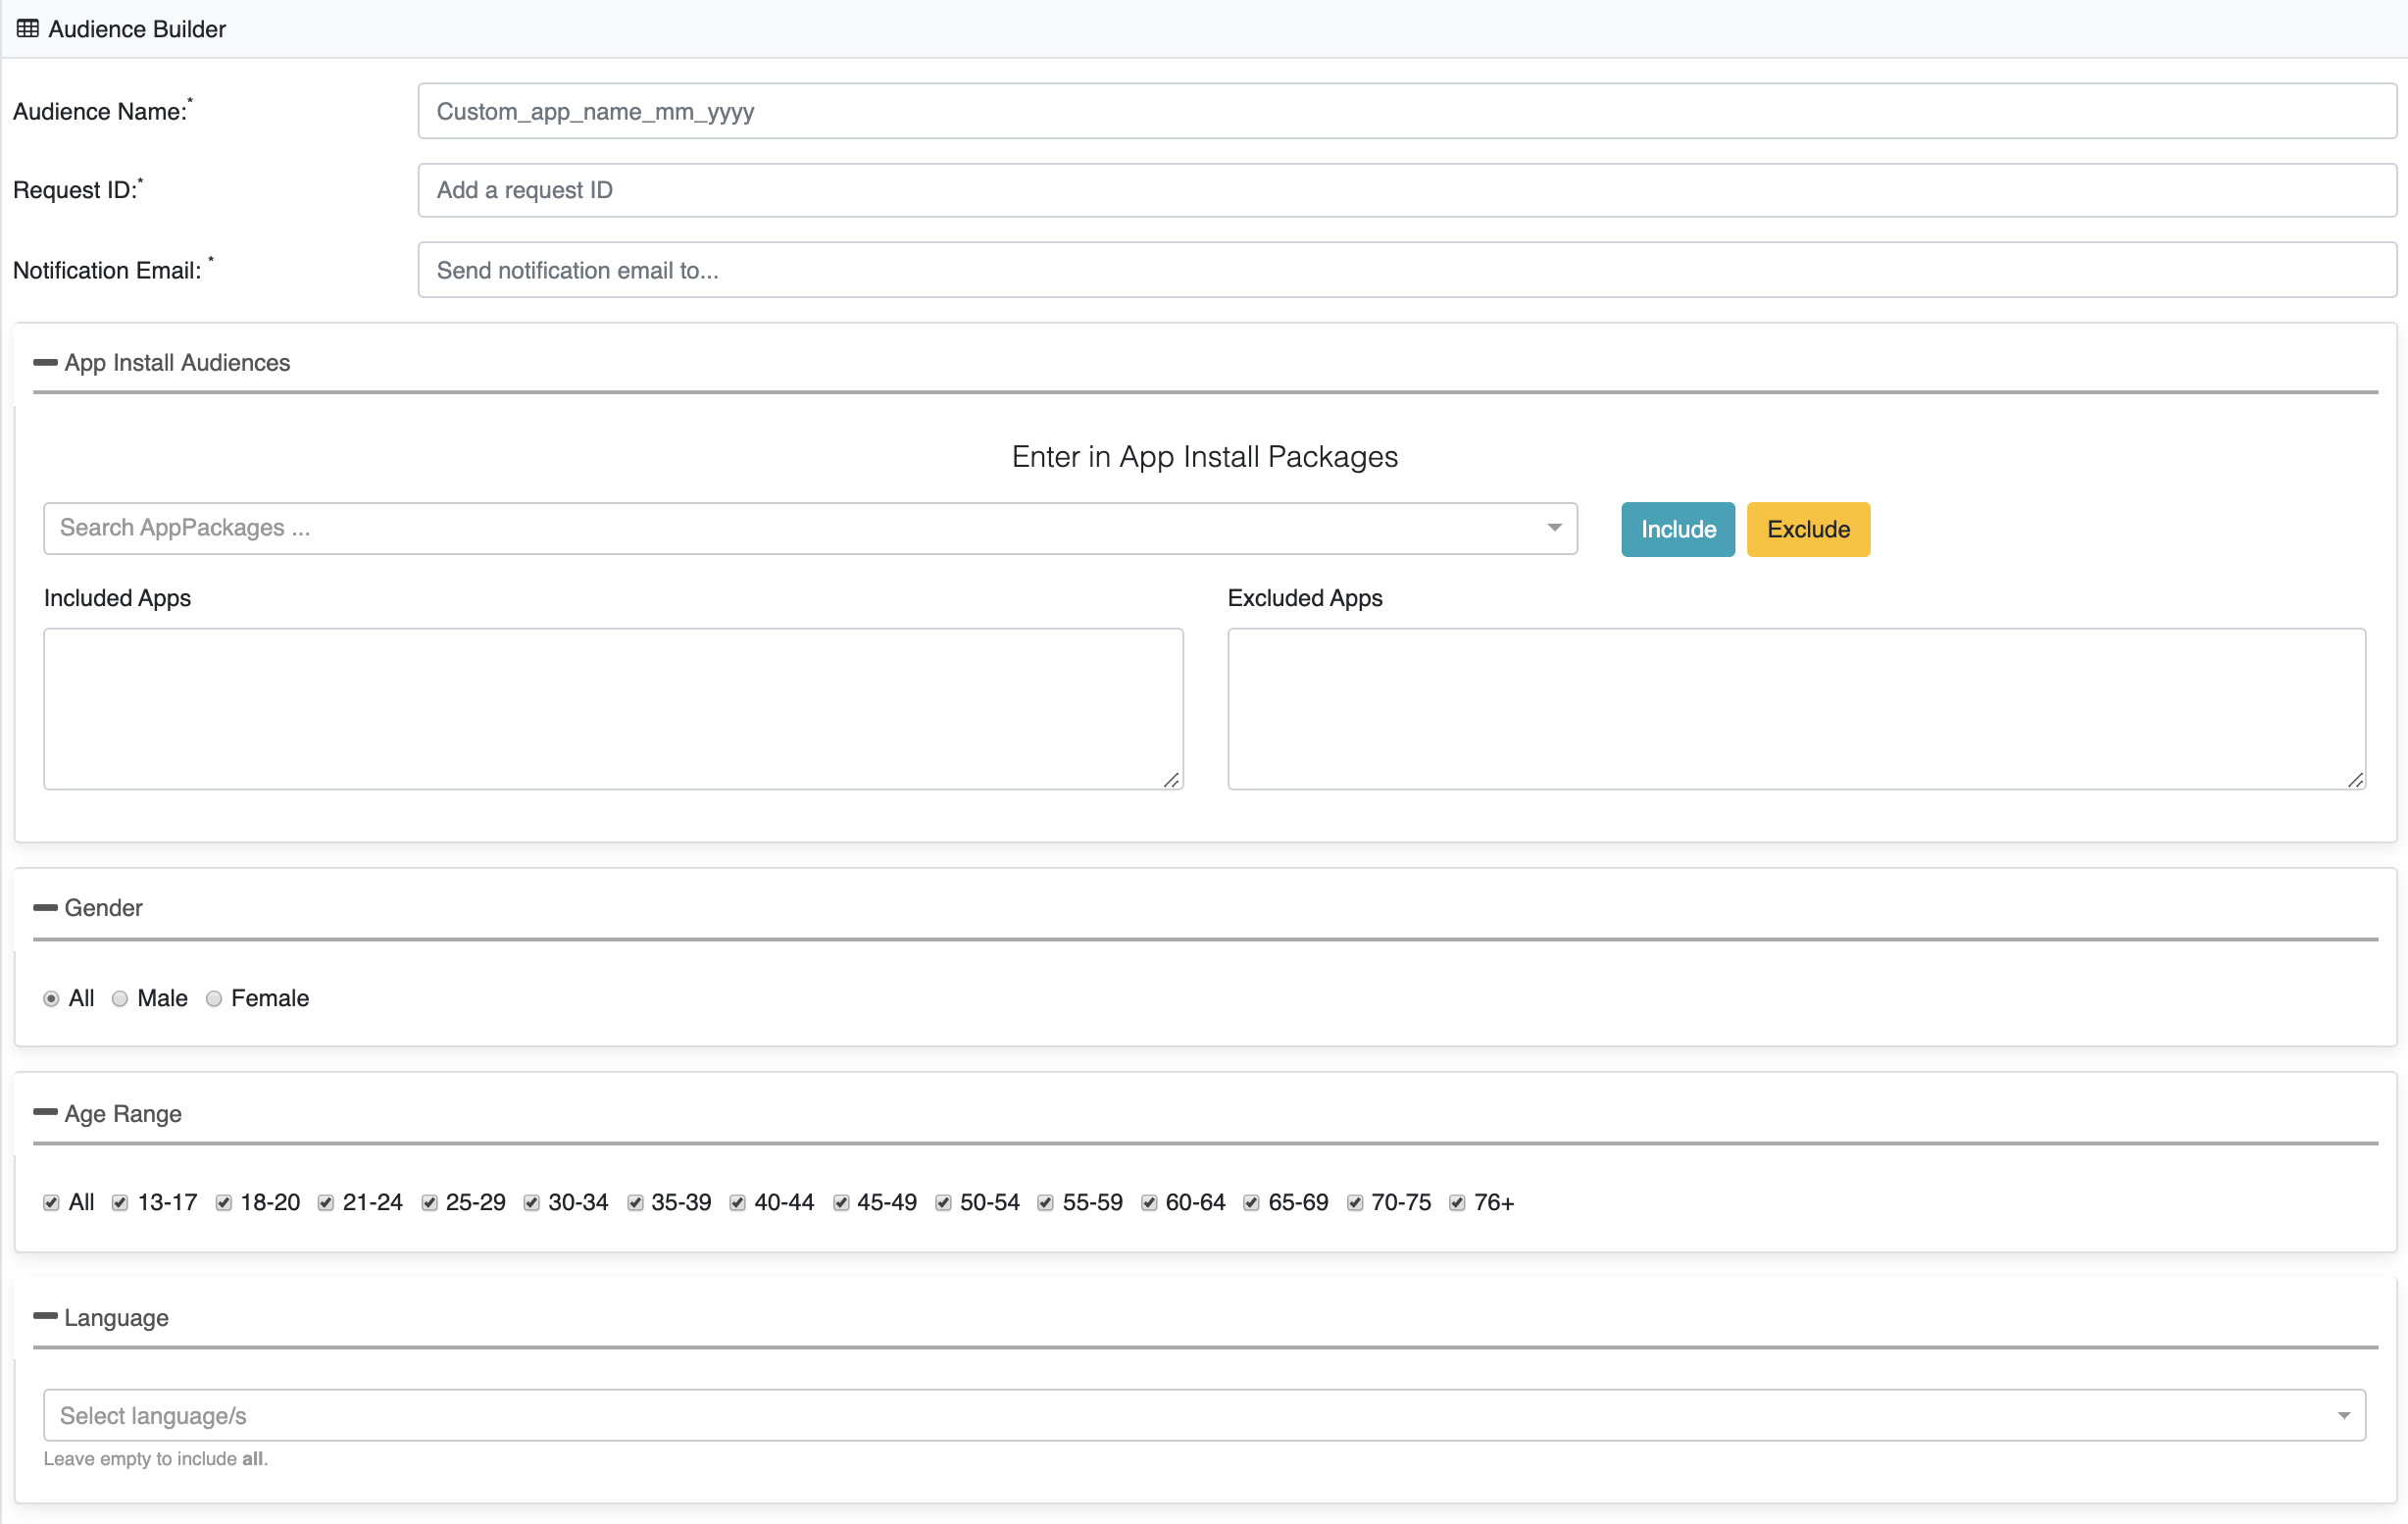 Audience Builder
Audience Name:* Custom_app_name_mm_yyyy
Request ID:* Add a request ID
Notification Email: * Send notification email to...
App Install Audiences
Enter in App Install Packages
Search AppPackages ... Include Exclude
Included Apps Excluded Apps
Gender
All Male Female
Age Range
All 13-17 18-20 21-24 25-29 30-34 35-39 40-44 45-49 50-54 55-59 60-64 65-69 70-75 76+
Language
Select language/s
Leave empty to include all.